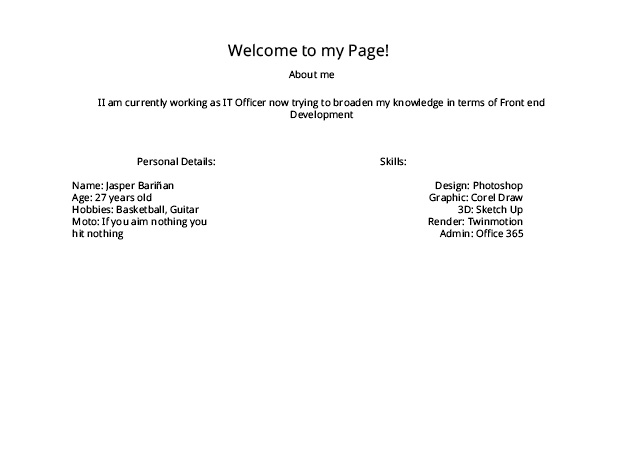 Welcome to my Page!
About me
II am currently working as IT Officer now trying to broaden my knowledge in terms of Front end
Development
Personal Details:
Name: Jasper Bariñan
Age: 27 years old
Hobbies: Basketball, Guitar
Moto: If you aim nothing you
hit nothing
Skills:
Design: Photoshop
Graphic: Corel Draw
3D: Sketch Up
Render: Twinmotion
Admin: Office 365